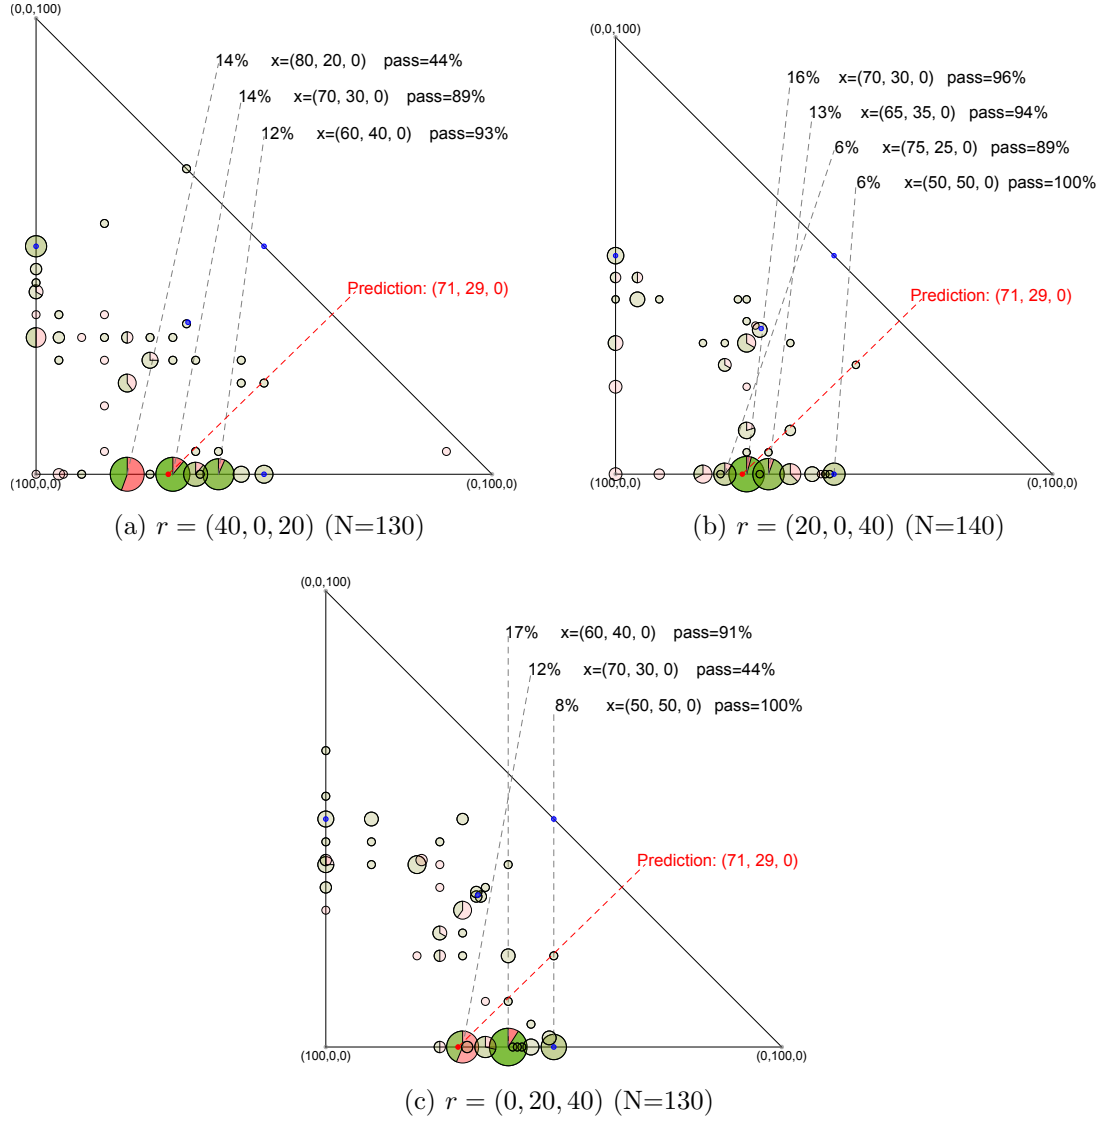 (0,0,100)
14% x=(80, 20, 0) pass=44%
14% x=(70, 30, 0) pass=89%
12% x=(60, 40, 0) pass=93%
Prediction: (71, 29, 0)
(100,0,0)
(0,100,0)
(a) r = (40, 0, 20) (N=130)
(0,0,100)
16% x=(70, 30, 0) pass=96%
13% x=(65, 35, 0) pass=94%
6% x=(75, 25, 0) pass=89%
6% x=(50, 50, 0) pass=100%
Prediction: (71, 29, 0)
(100,0,0)
(0,100,0)
(b) r = (20, 0, 40) (N=140)
(0,0,100)
17% x=(60, 40, 0) pass=91%
12% x=(70, 30, 0) pass=44%
8% x=(50, 50, 0) pass=100%
Prediction: (71, 29, 0)
(100,0,0)
(0,100,0)
(c) r = (0, 20, 40) (N=130)